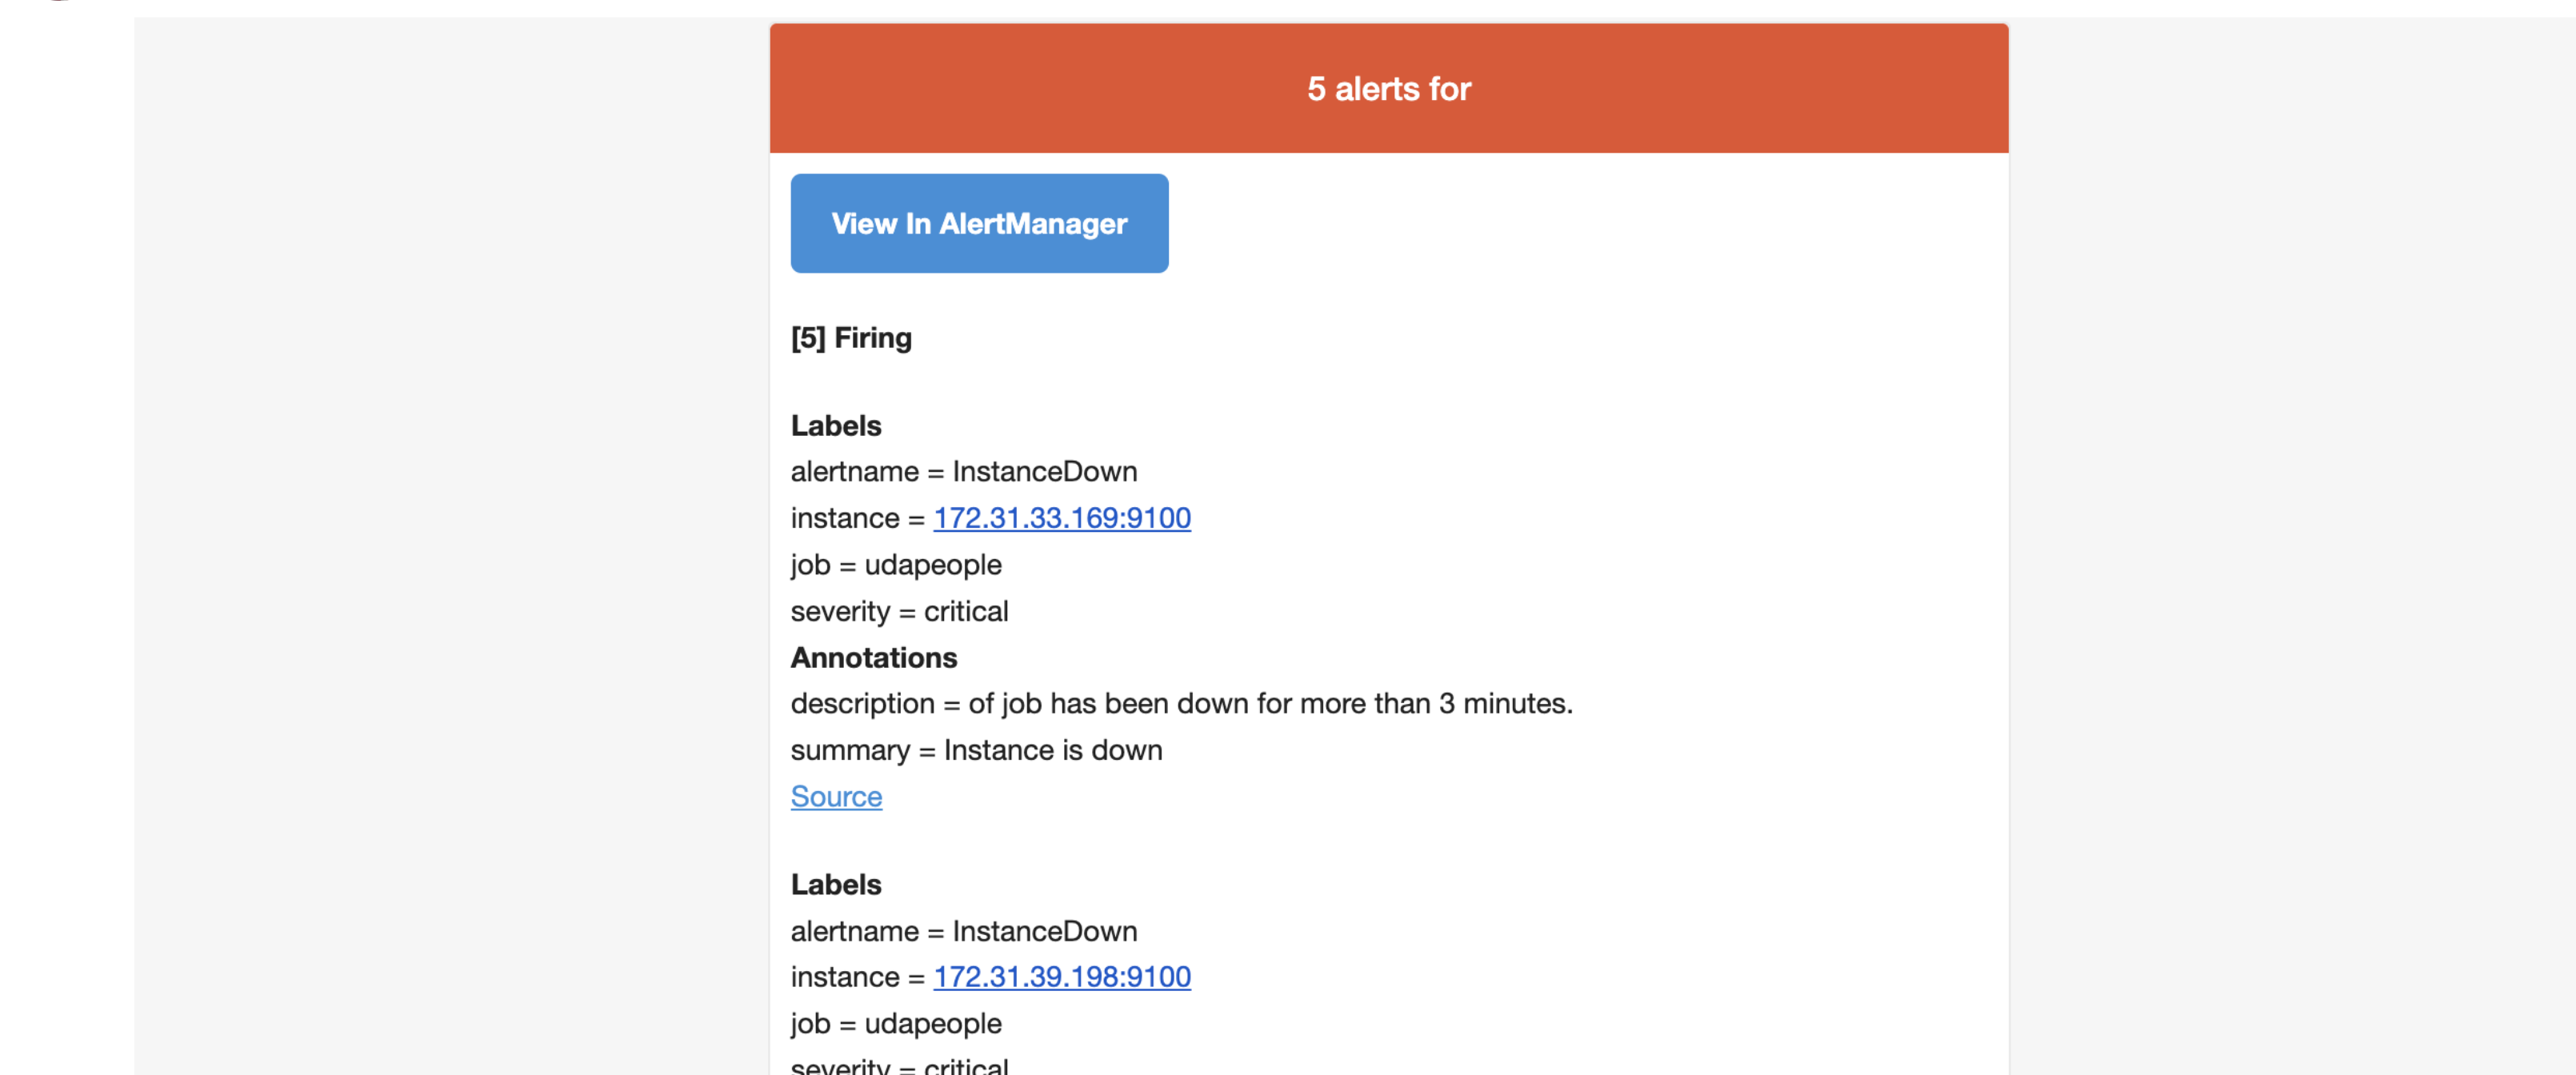 5 alerts for
View In AlertManager
[5] Firing
Labels
alertname = InstanceDown
instance = 172.31.33.169:9100
job = udapeople
severity = critical
Annotations
description = of job has been down for more than 3 minutes.
summary = Instance is down
Source
Labels
alertname = InstanceDown
instance = 172.31.39.198:9100
job = udapeople
severity = critical